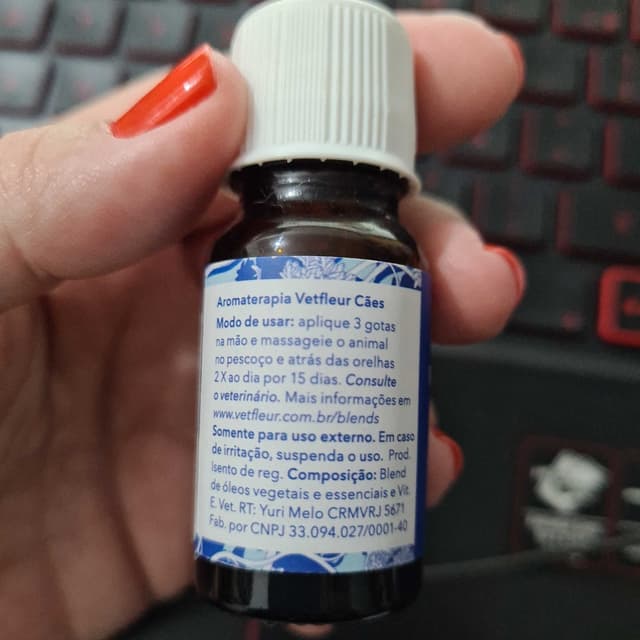 Aromaterapia Vetfleur Cães
Modo de usar: aplique 3 gotas
na mão e massageie o animal
no pescoço e atrás das orelhas
2 X ao dia por 15 dias. Consulte
o veterinário. Mais informações em
www.vetfleur.com.br/blends
Somente para uso externo. Em caso
de irritação, suspenda o uso. Prod.
Isento de reg. Composição: Blend
de óleos vegetais e essenciais e Vit.
E. Vet. RT: Yuri Melo CRMVRJ 5671
Fab. por CNPJ 33.094.027/0001-40